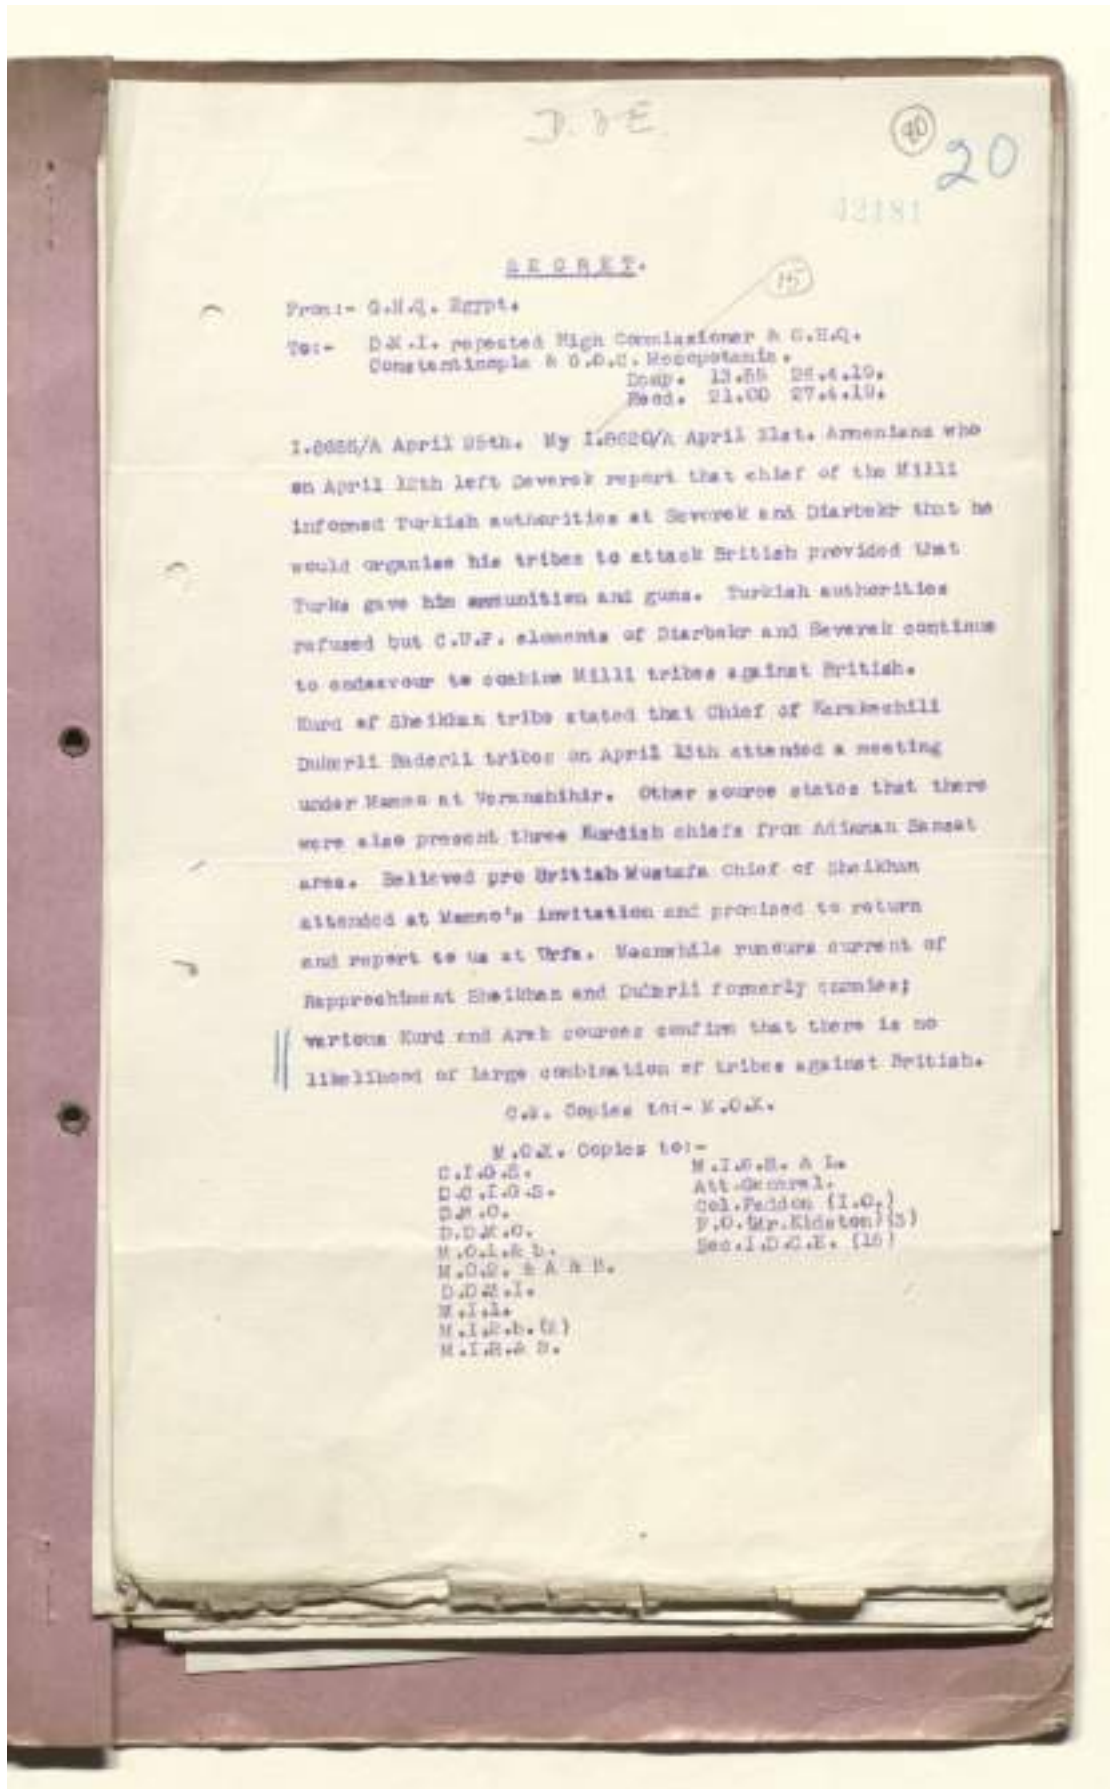 D.M.E.
20
42181
SECRET.
15
From:- G.H.Q. Egypt.
To:- D.M.I. repeated High Commissioner & G.H.Q.
Constantinople & G.O.C. Mesopotamia.
Desp. 13.55 26.4.19.
Recd. 21.00 27.4.19.
April 25th. My April 21st. Armenians who
on April 12th left Severek report that chief of the Milli
informed Turkish authorities at Severek and Diarbekr that he
would organise his tribes to attack British provided that
Turks gave him ammunition and guns. Turkish authorities
refused but C.U.P. elements of Diarbekr and Severek continue
to endeavour to combine Milli tribes against British.
Kurd of Sheikhan tribe stated that Chief of Karakechili
Dukerli Baderli tribes on April 13th attended a meeting
under Mamno at Veranshihir. Other source states that there
were also present three Kurdish chiefs from Adiaman Samsat
area. Believed pro British Mustafa Chief of Sheikhan
attended at Mamno's invitation and promised to return
and report to us at Urfa. Meanwhile rumours current of
Rapprochiment Sheikhan and Dukerli formerly enemies;
various Kurd and Arab sources confirm that there is no
likelihood of large combination of tribes against British.
C.2. Copies to:- M.O.X.
M.O.X. Copies to:-
C.I.G.S. M.I.6.H. & L.
D.C.I.G.S. Att.General.
D.M.O. Col.Peddon (I.O.)
D.D.M.O. F.O.(Mr.Kidston)(3)
M.O.1.& b. Sec.I.D.C.E. (16)
M.O.2. & A & B.
D.D.M.I.
M.I.1.
M.I.2.b.(2)